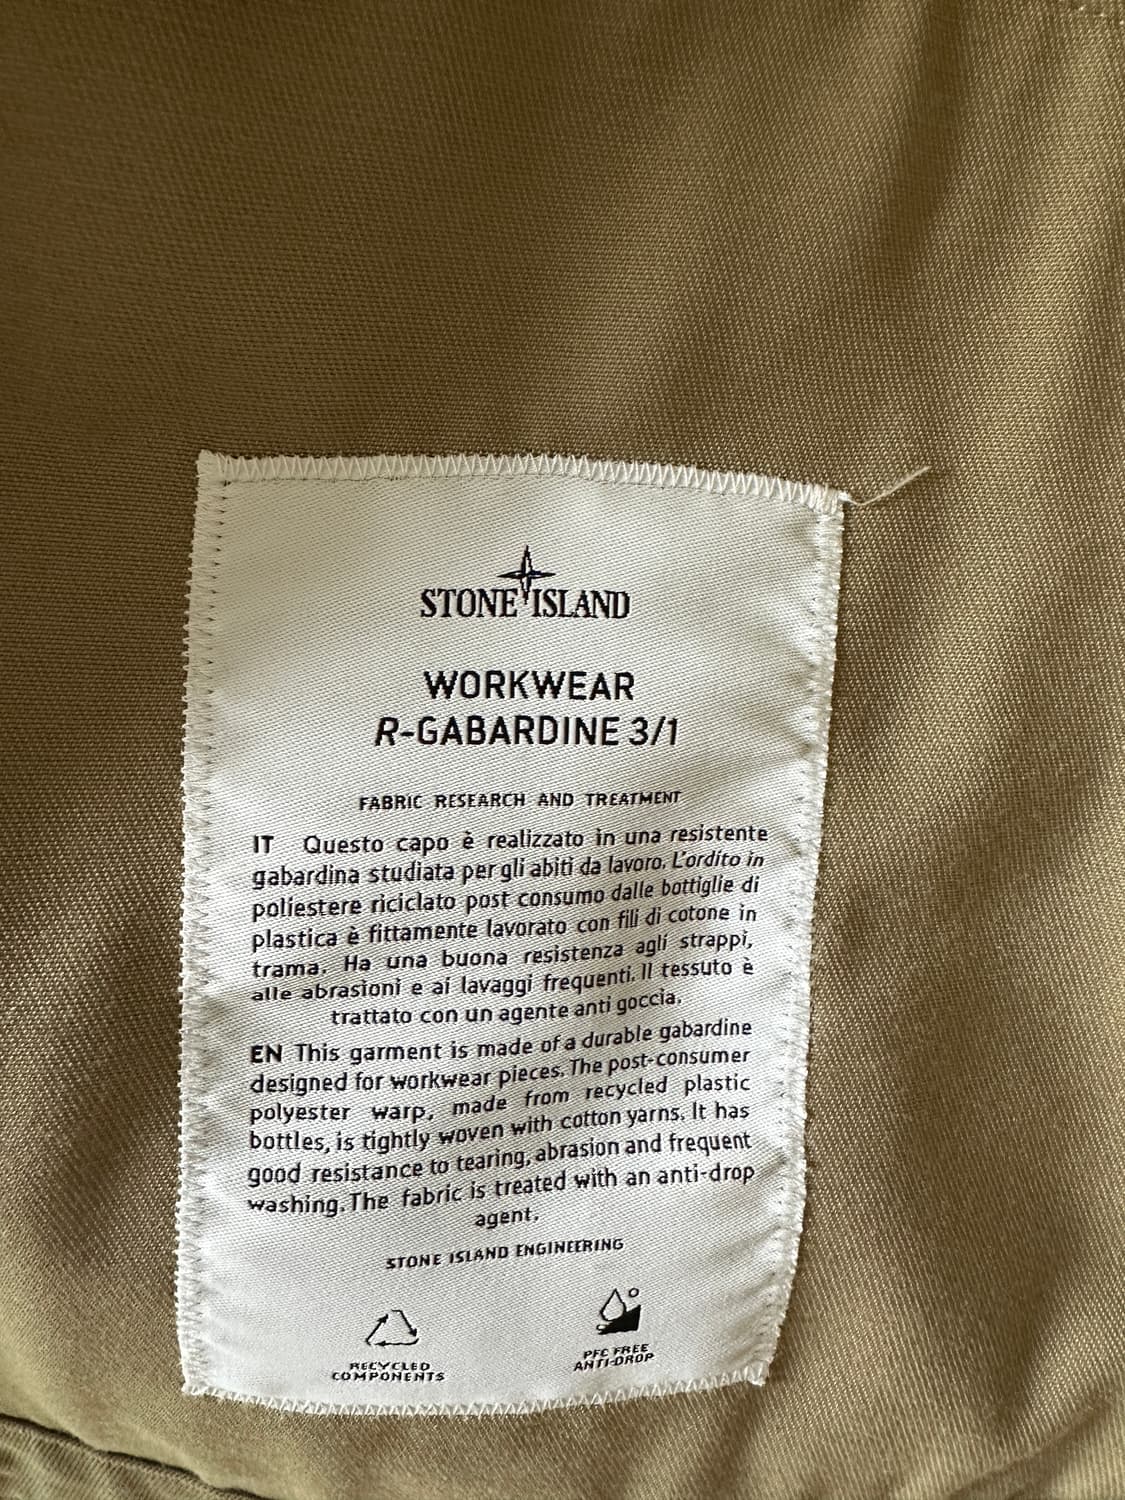 STONE ISLAND
WORKWEAR
R-GABARDINE 3/1
FABRIC RESEARCH AND TREATMENT
IT Questo capo è realizzato in una resistente
gabardina studiata per gli abiti da lavoro. L'ordito in
poliestere riciclato post consumo dalle bottiglie di
plastica è fittamente lavorato con fili di cotone in
trama. Ha una buona resistenza agli strappi,
alle abrasioni e ai lavaggi frequenti. Il tessuto è
trattato con un agente anti goccia.
EN This garment is made of a durable gabardine
designed for workwear pieces. The post-consumer
polyester warp, made from recycled plastic
bottles, is tightly woven with cotton yarns. It has
good resistance to tearing, abrasion and frequent
washing. The fabric is treated with an anti-drop
agent.
STONE ISLAND ENGINEERING
RECYCLED
COMPONENTS
PFC FREE
ANTI-DROP